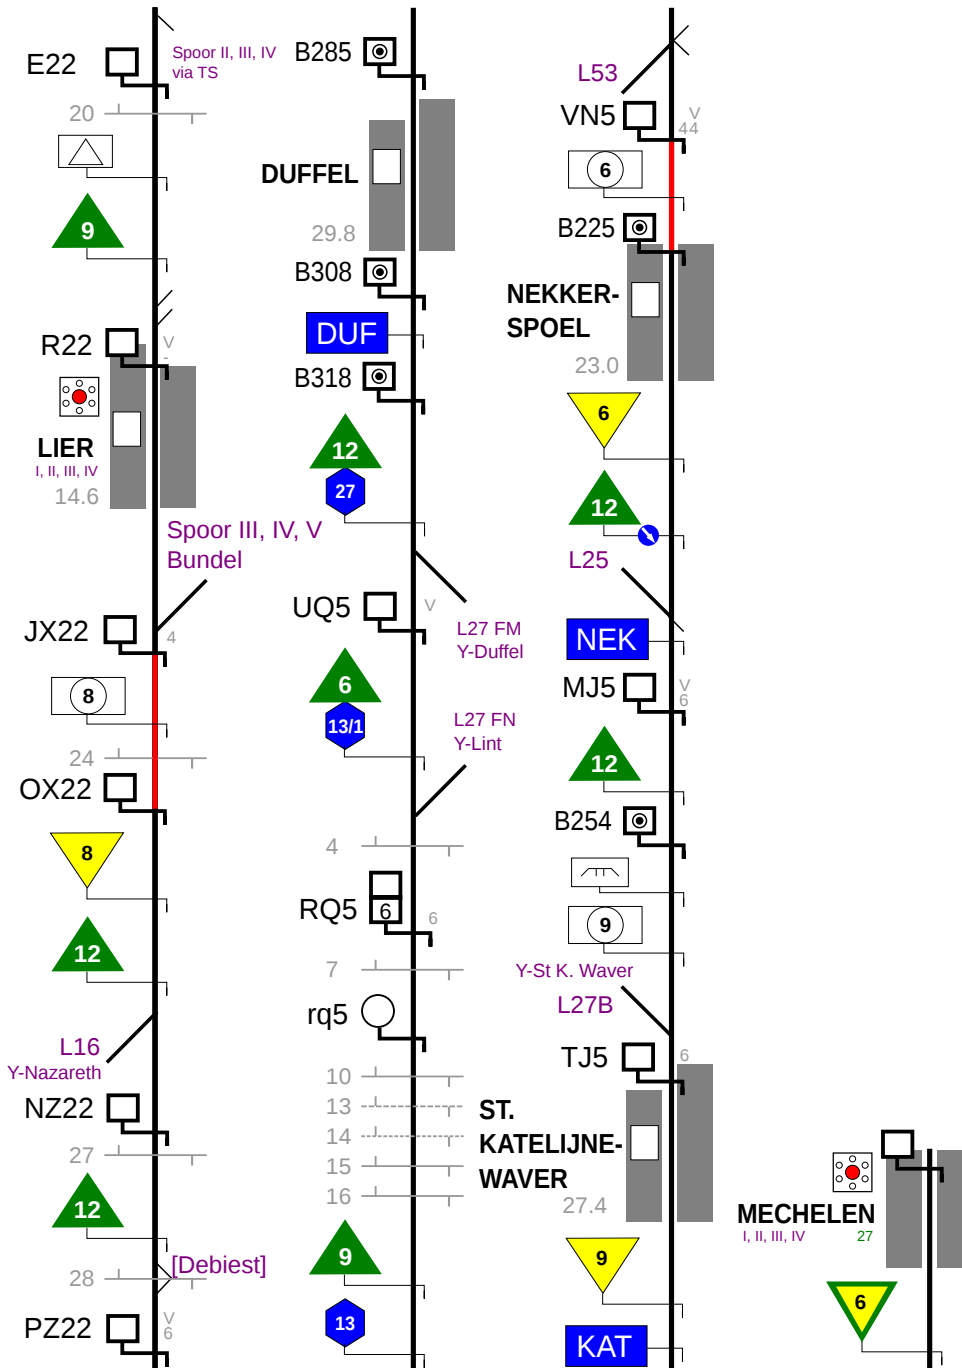 E22
Spoor II, III, IV
via TS
20
9
R22
V
-
LIER
I, II, III, IV
14.6
Spoor III, IV, V
Bundel
JX22
4
8
24
OX22
8
12
L16
Y-Nazareth
NZ22
27
12
[Debiest]
28
PZ22
V
6
B285
DUFFEL
29.8
B308
DUF
B318
12
27
UQ5
V
L27 FM
Y-Duffel
6
13/1
L27 FN
Y-Lint
4
RQ5
6
6
7
rq5
10
13
14
15
16
9
13
L53
VN5
V
44
6
B225
NEKKER-
SPOEL
23.0
6
12
L25
NEK
MJ5
V
6
12
B254
9
Y-St K. Waver
L27B
TJ5
6
ST.
KATELIJNE-
WAVER
27.4
9
KAT
MECHELEN
I, II, III, IV
27
6